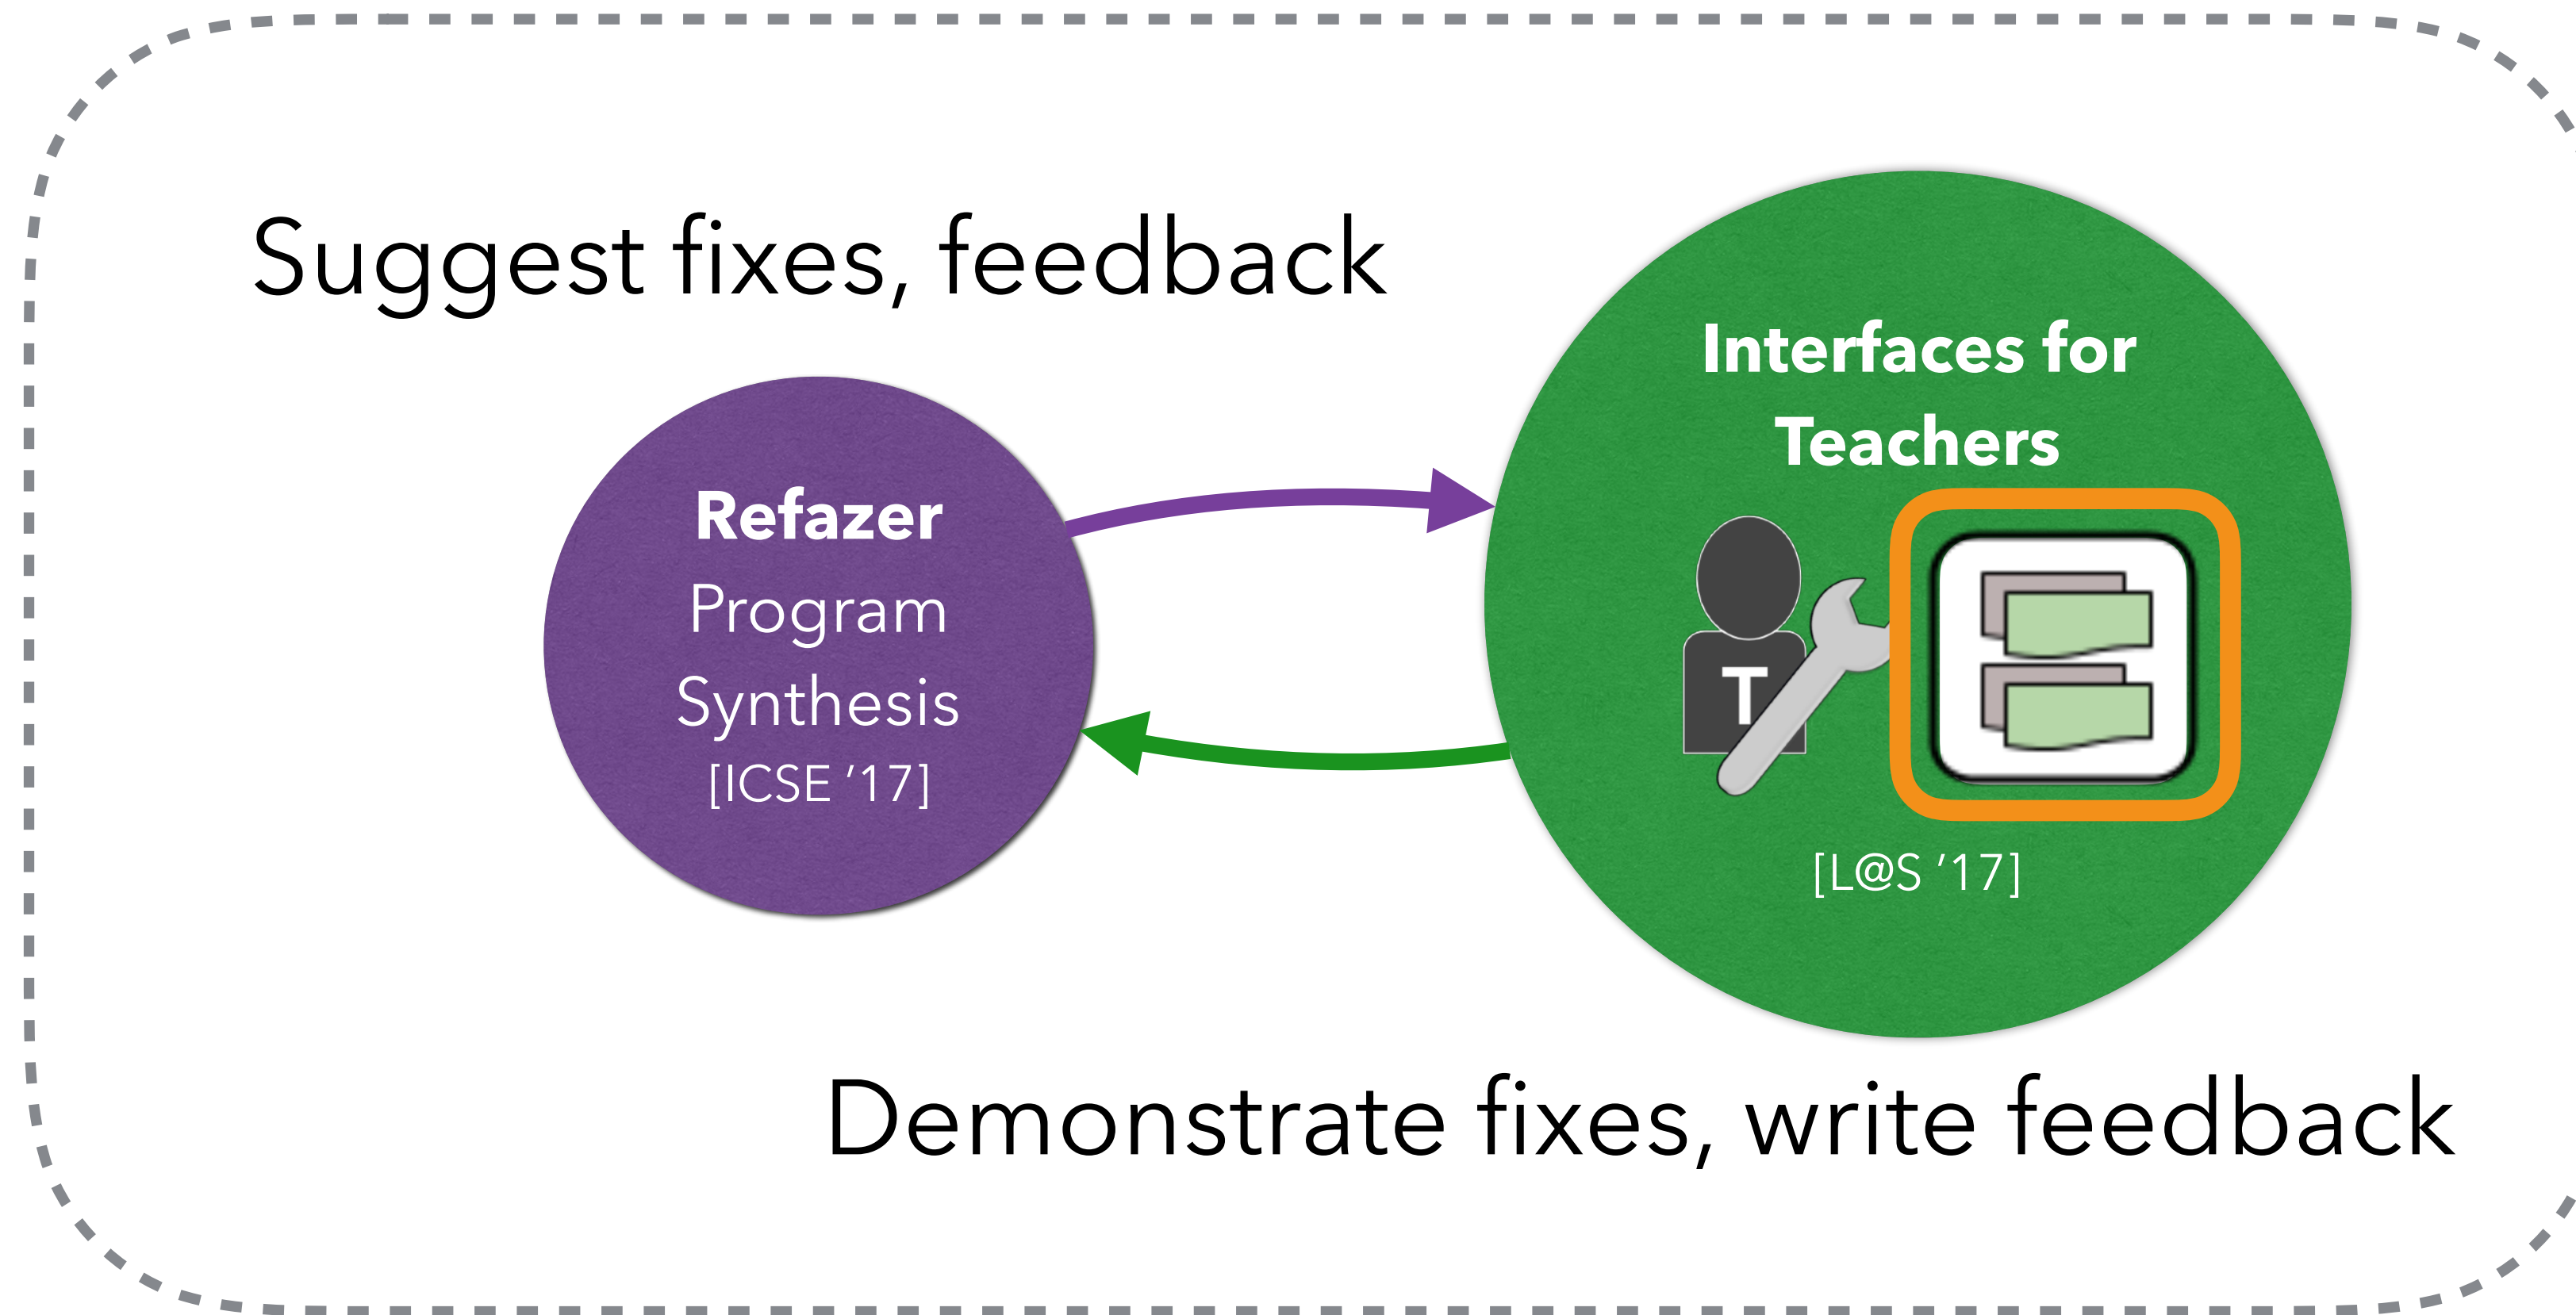 Suggest fixes, feedback
Refazer
Program
Synthesis
[ICSE ’17]
Interfaces for
Teachers
T
[L@S ’17]
Demonstrate fixes, write feedback